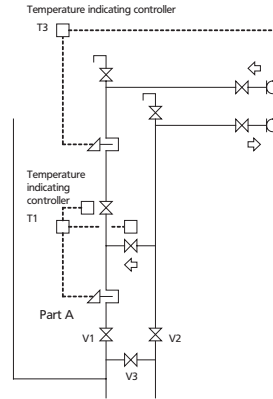 Temperature indicating controller
T3
Temperature
indicating
controller
T1
Part A
V1
V2
V3